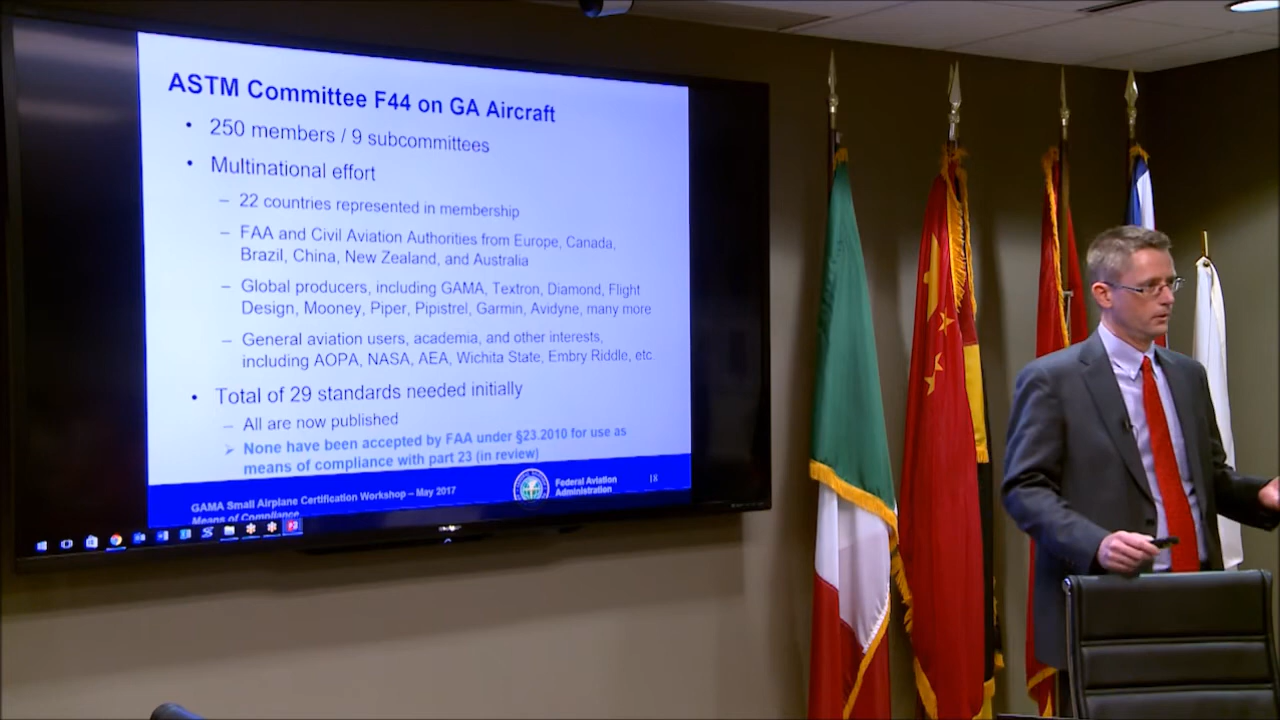 ASTM Committee F44 on GA Aircraft
• 250 members / 9 subcommittees
• Multinational effort
– 22 countries represented in membership
– FAA and Civil Aviation Authorities from Europe, Canada,
Brazil, China, New Zealand, and Australia
– Global producers, including GAMA, Textron, Diamond, Flight
Design, Mooney, Piper, Pipistrel, Garmin, Avidyne, many more
– General aviation users, academia, and other interests,
including AOPA, NASA, AEA, Wichita State, Embry Riddle, etc.
• Total of 29 standards needed initially
– All are now published
➢ None have been accepted by FAA under §23.2010 for use as
means of compliance with part 23 (in review)
GAMA Small Airplane Certification Workshop – May 2017
Means of Compliance
Federal Aviation
Administration
18